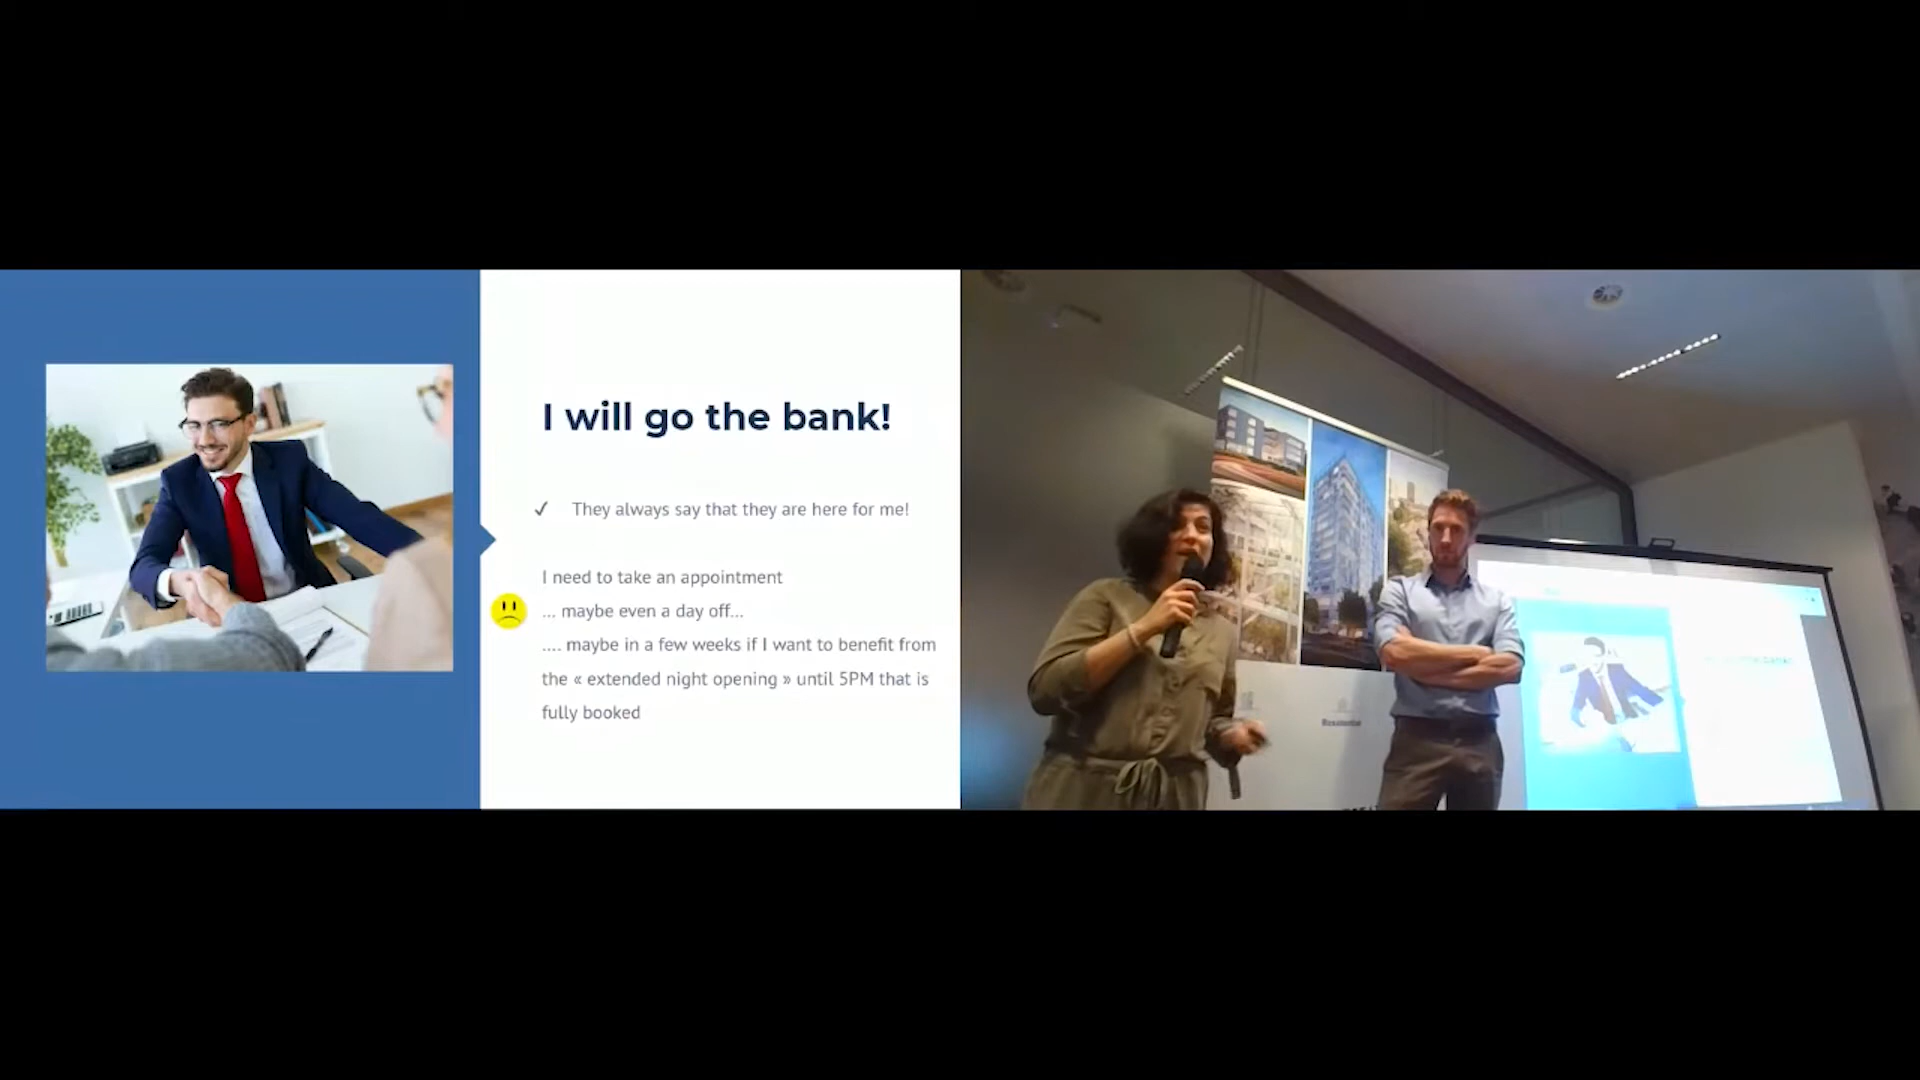 I will go the bank!
✓ They always say that they are here for me!
I need to take an appointment
... maybe even a day off...
.... maybe in a few weeks if I want to benefit from
the « extended night opening » until 5PM that is
fully booked